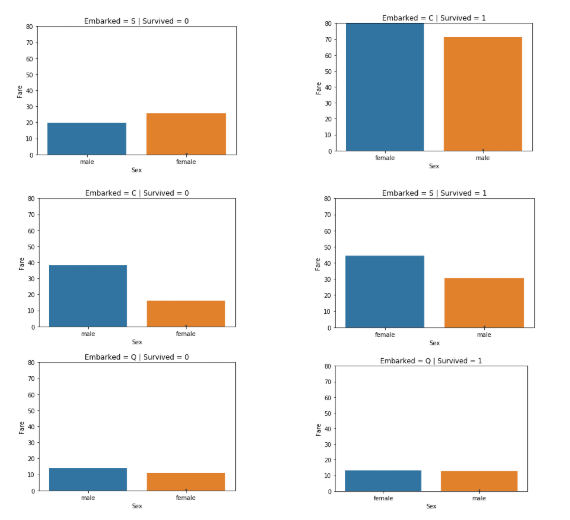 Embarked = S | Survived = 0
80
70
60
50
40
30
20
10
0
Fare
male female
Sex
Embarked = C | Survived = 1
80
70
60
50
40
30
20
10
0
Fare
female male
Sex
Embarked = C | Survived = 0
80
70
60
50
40
30
20
10
0
Fare
male female
Sex
Embarked = S | Survived = 1
80
70
60
50
40
30
20
10
0
Fare
female male
Sex
Embarked = Q | Survived = 0
80
70
60
50
40
30
20
10
0
Fare
male female
Sex
Embarked = Q | Survived = 1
80
70
60
50
40
30
20
10
0
Fare
female male
Sex